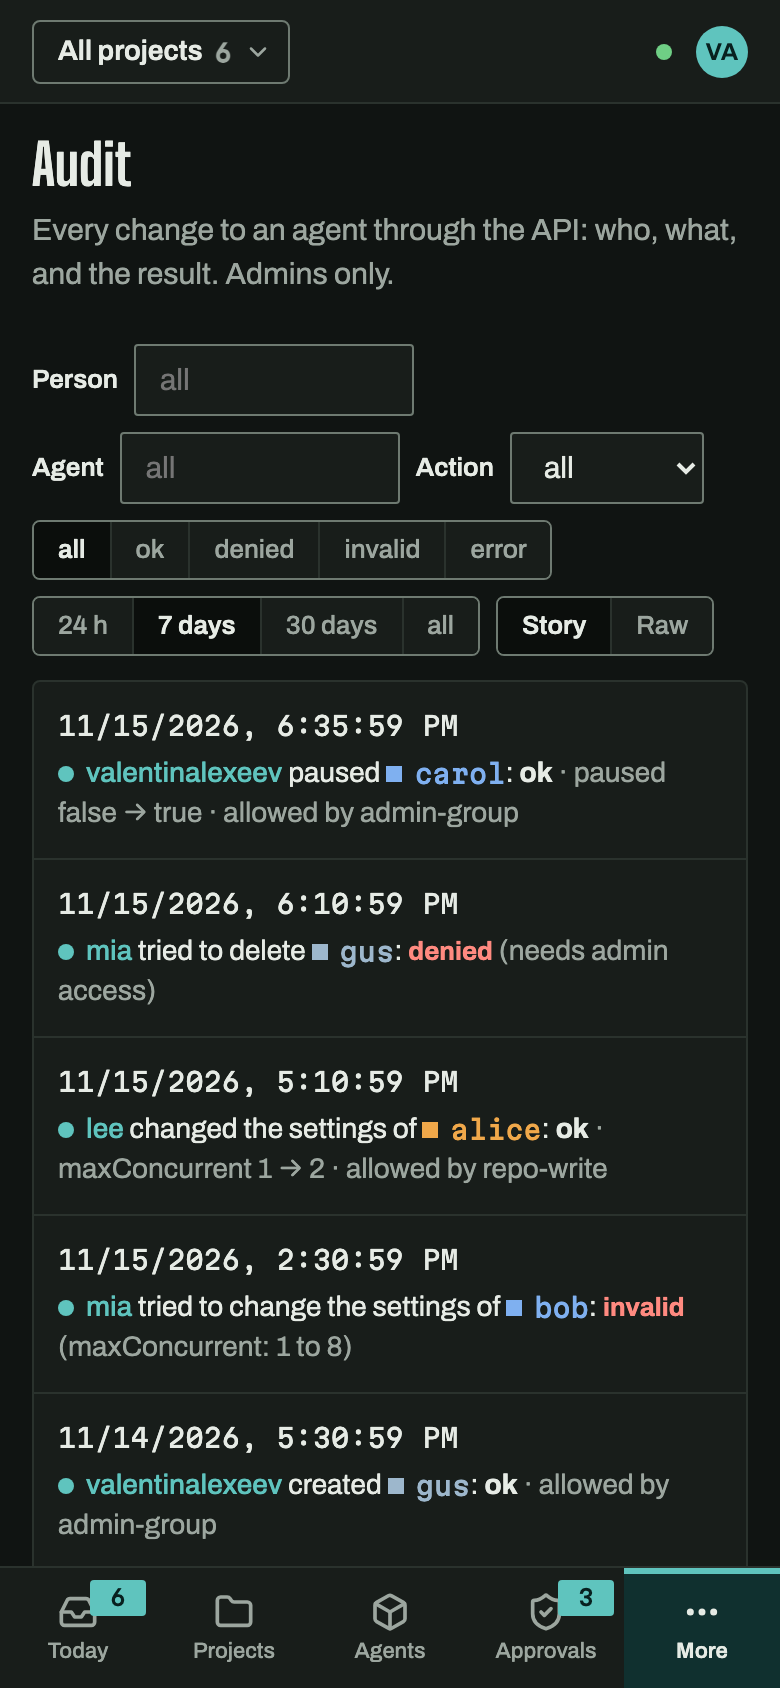 All projects 6
VA
Audit
Every change to an agent through the API: who, what,
and the result. Admins only.
Person all
Agent all Action all
all ok denied invalid error
24 h 7 days 30 days all Story Raw
11/15/2026, 6:35:59 PM
valentinalexeev paused carol: ok · paused
false → true · allowed by admin-group
11/15/2026, 6:10:59 PM
mia tried to delete gus: denied (needs admin
access)
11/15/2026, 5:10:59 PM
lee changed the settings of alice: ok ·
maxConcurrent 1 → 2 · allowed by repo-write
11/15/2026, 2:30:59 PM
mia tried to change the settings of bob: invalid
(maxConcurrent: 1 to 8)
11/14/2026, 5:30:59 PM
valentinalexeev created gus: ok · allowed by
admin-group
6 3
Today Projects Agents Approvals More